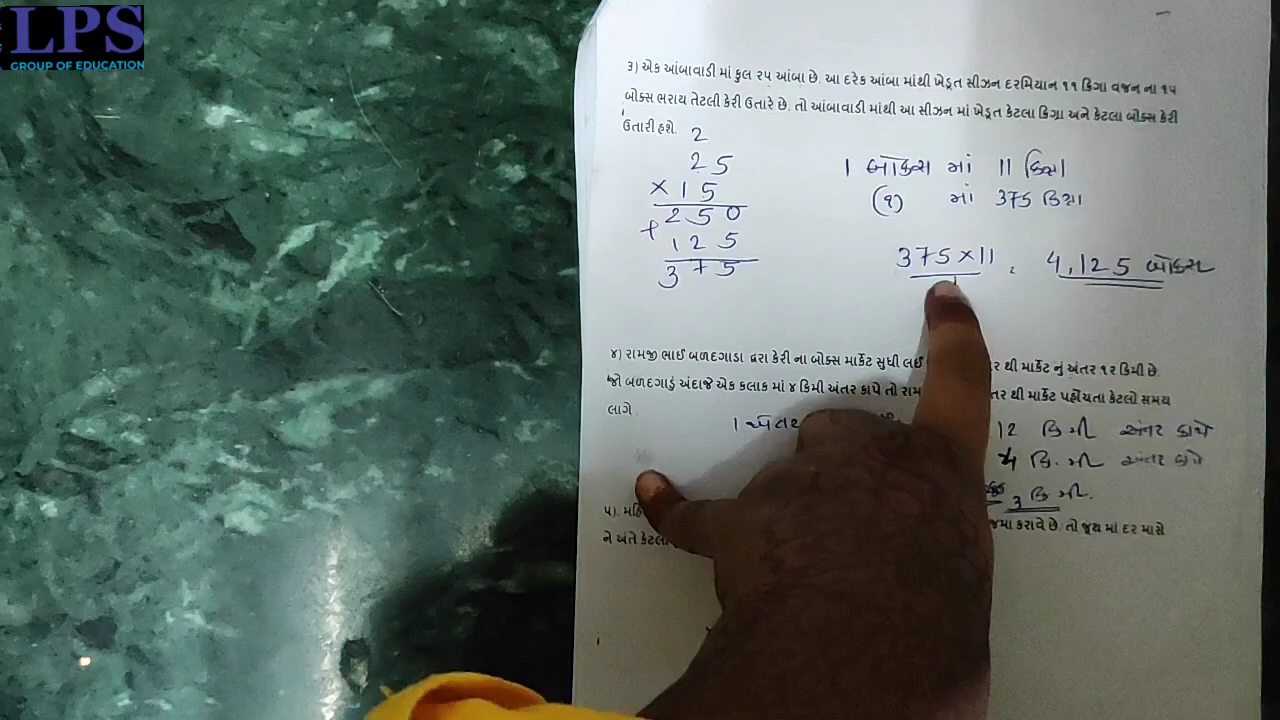 LPS
GROUP OF EDUCATION
૩) એક આંબાવાડી માં કુલ ૨૫ આંબા છે. આ દરેક આંબા માંથી ખેડૂત સીઝન દરમિયાન ૧૧ કિગ્રા વજન ના ૧૫
બોક્સ ભરાય તેટલી કેરી ઉતારે છે. તો આંબાવાડી માંથી આ સીઝન માં ખેડૂત કેટલા કિગ્રા અને કેટલા બોક્સ કેરી
ઉતારી હશે.
2
25
×15
250
+125
375
1 બોક્સ માં 11 કિગ્રા
(૧) માં 375 કિગ્રા
375×11 = 4,125 બોક્સ
૪) રામજી ભાઈ બળદગાડા દ્વરા કેરી ના બોક્સ માર્કેટ સુધી લઈ ર થી માર્કેટ નું અંતર ૧૨ કિમી છે.
જો બળદગાડું અંદાજે એક કલાક માં ૪ કિમી અંતર કાપે તો રામ તર થી માર્કેટ પહોંચતા કેટલો સમય
લાગે
12 કિ મી અંતર કાપે
4 કિ. મી અંતર કાપે
3 કિ મી.
૫). મહિ જમા કરાવે છે. તો જૂથ માં દર માસે
ને અંતે કેટલા